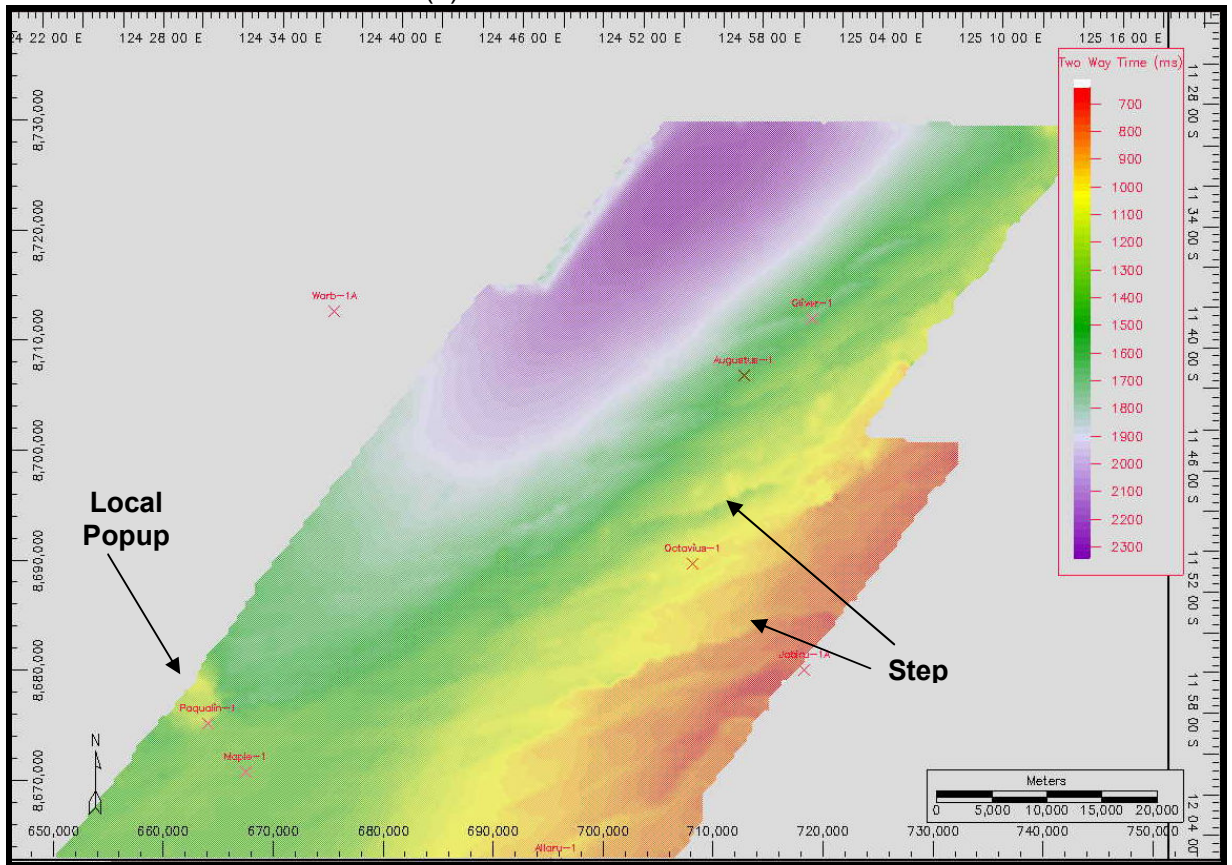 4 22 00 E 124 28 00 E 124 34 00 E 124 40 00 E 124 46 00 E 124 52 00 E 124 58 00 E 125 04 00 E 125 10 00 E 125 16 00 E
Two Way Time (ms)
700
800
900
1000
1100
1200
1300
1400
1500
1600
1700
1800
1900
2000
2100
2200
2300
11 28 00 S
11 34 00 S
11 40 00 S
11 46 00 S
11 52 00 S
11 58 00 S
12 04 00
8,730,000
8,720,000
8,710,000
8,700,000
8,690,000
8,680,000
8,670,000
Warb-1A
Oliver-1
Augustus-1
Local
Popup
Octavius-1
Jabiru-1A
Step
Paqualin-1
Maple-1
N
Meters
0 5,000 10,000 15,000 20,000
650,000 660,000 670,000 680,000 690,000 700,000 710,000 720,000 730,000 740,000 750,000
Allaru-1